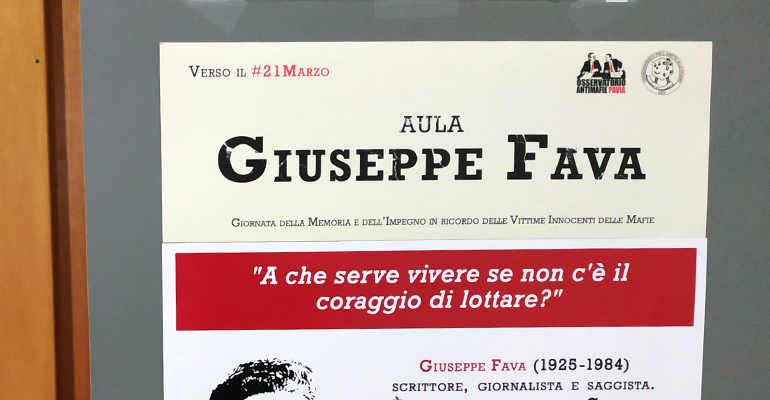 Verso il #21Marzo
OSSERVATORIO
ANTIMAFIE PAVIA
AULA
Giuseppe Fava
Giornata della Memoria e dell'Impegno in ricordo delle Vittime Innocenti delle Mafie
"A che serve vivere se non c'è il
coraggio di lottare?"
Giuseppe Fava (1925-1984)
scrittore, giornalista e saggista.